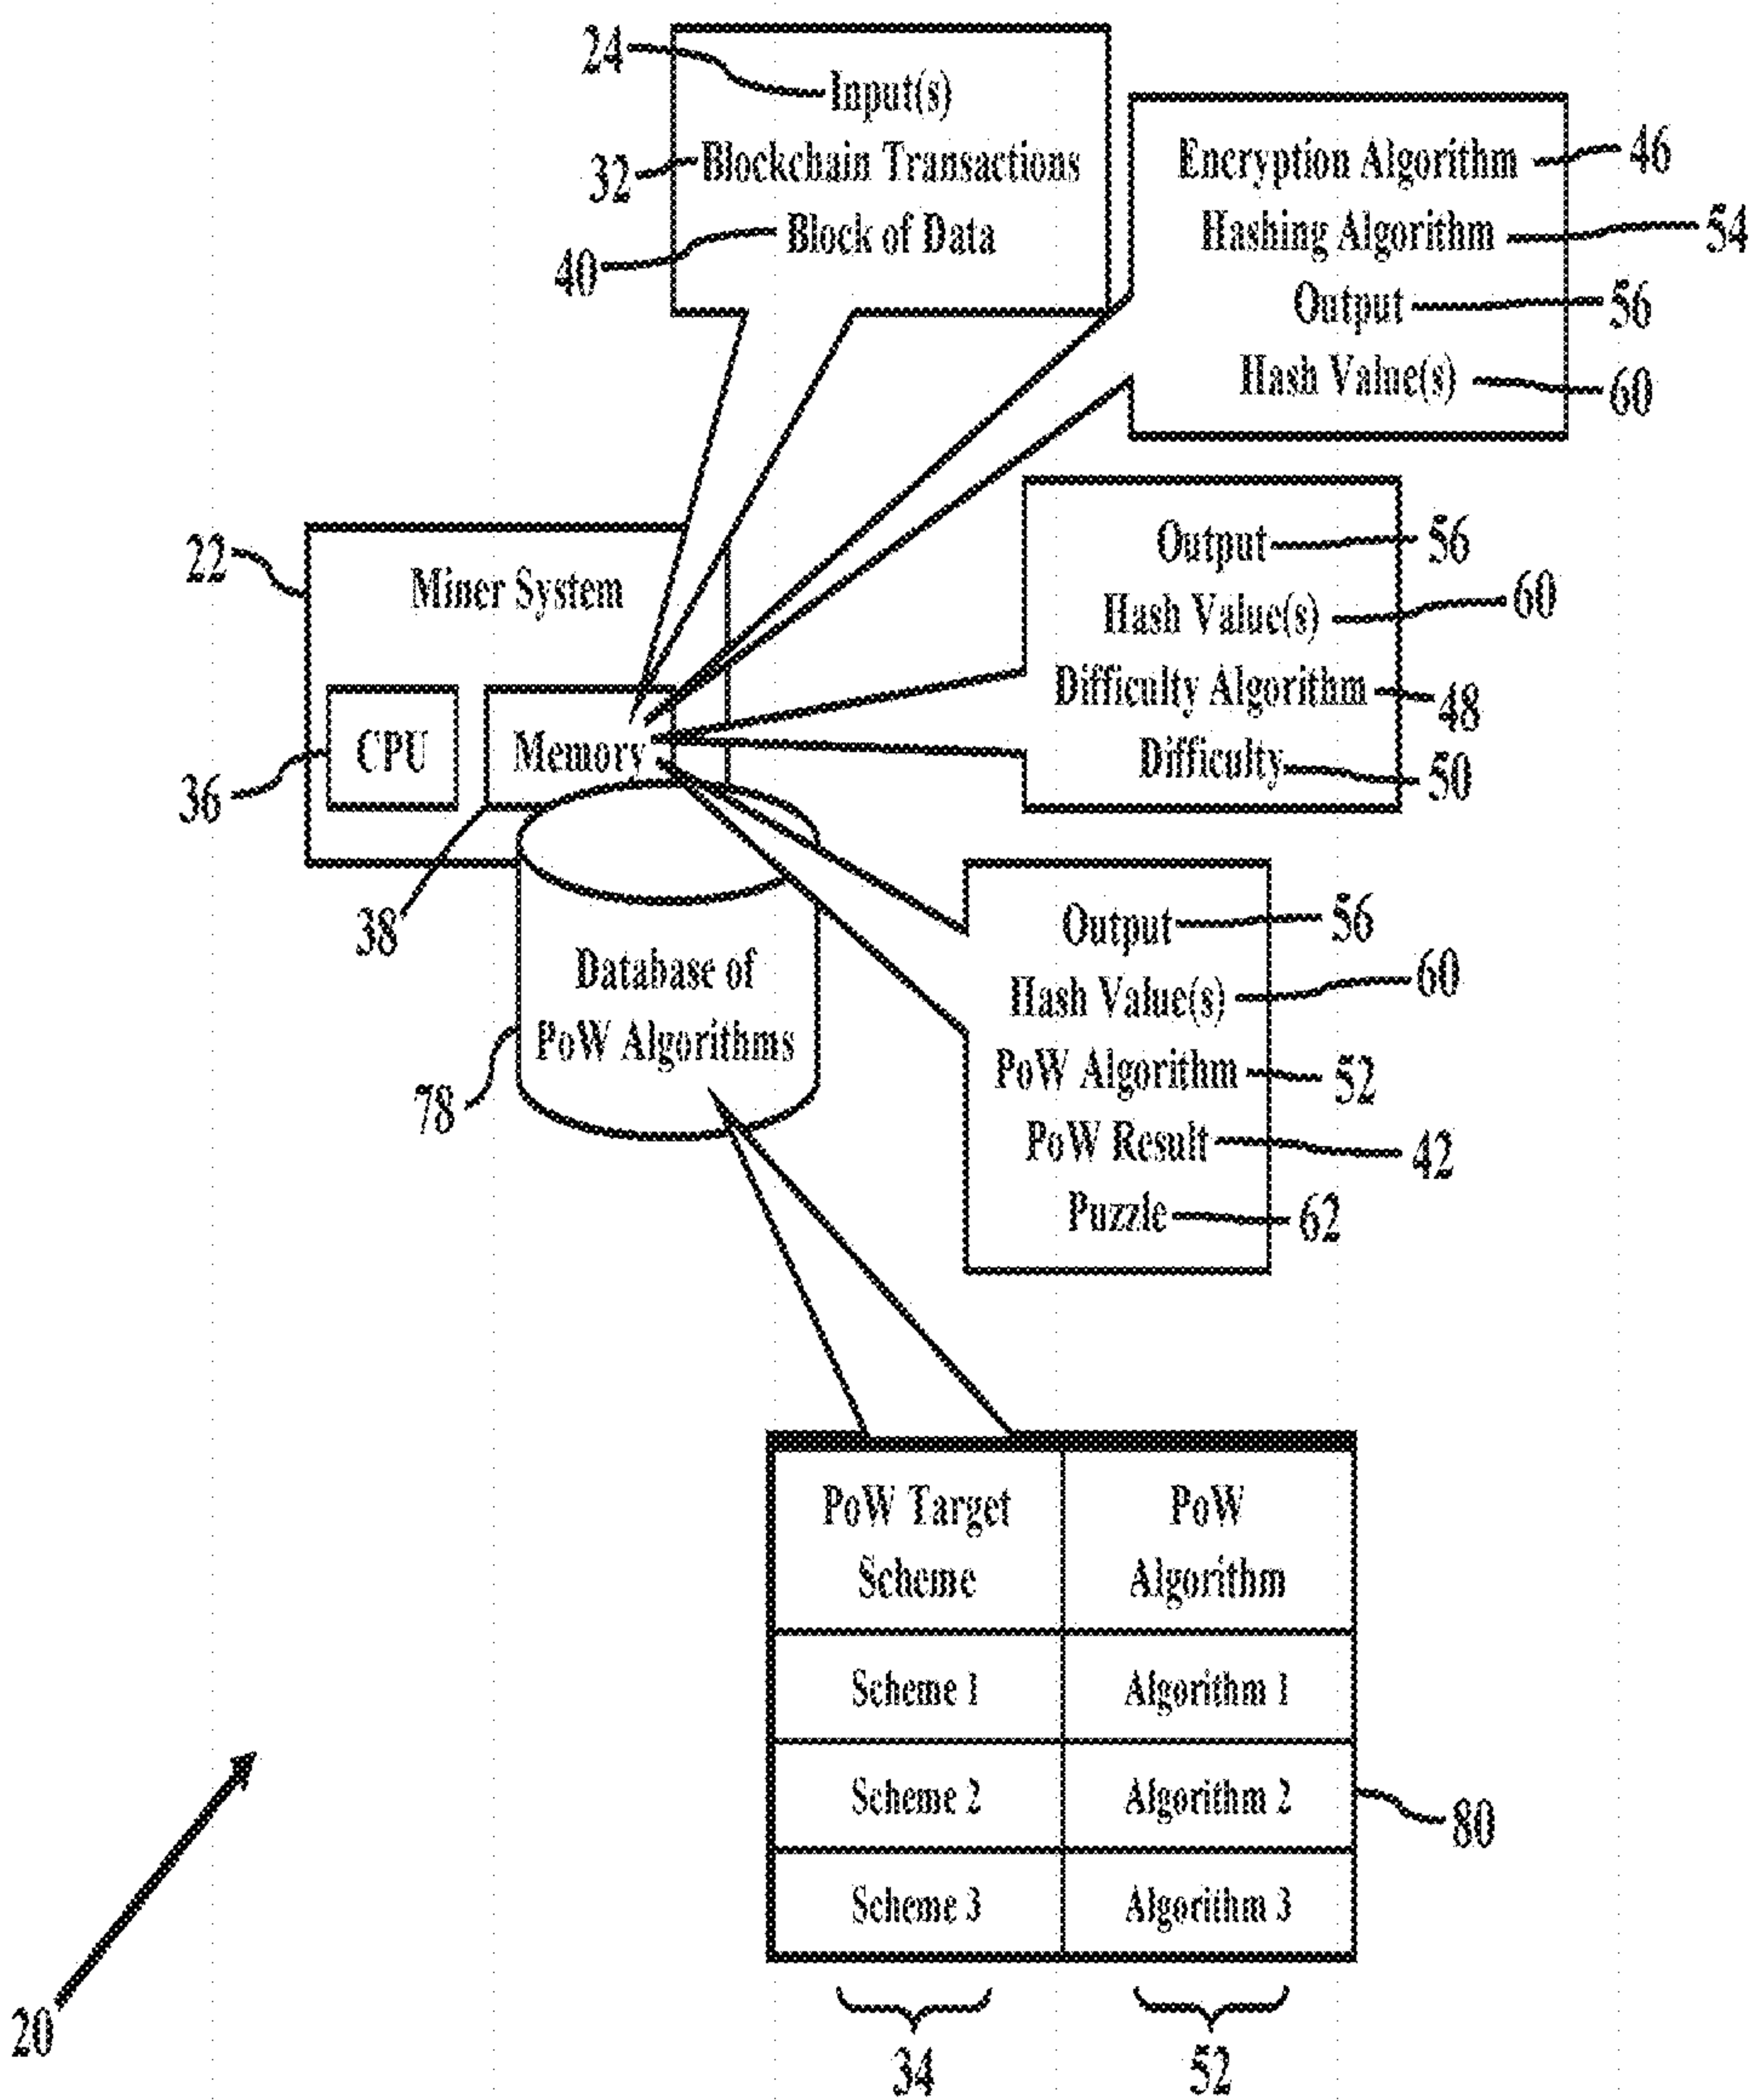 24
Input(s)
32 Blockchain Transactions
40 Block of Data
Encryption Algorithm 46
Hashing Algorithm 54
Output 56
Hash Value(s) 60
22
Miner System
CPU
Memory
36
38
Output 56
Hash Value(s) 60
Difficulty Algorithm 48
Difficulty 50
Database of
PoW Algorithms
78
Output 56
Hash Value(s) 60
PoW Algorithm 52
PoW Result 42
Puzzle 62
PoW Target
Scheme
PoW
Algorithm
Scheme 1 Algorithm 1
Scheme 2 Algorithm 2
80
Scheme 3 Algorithm 3
20
34 52